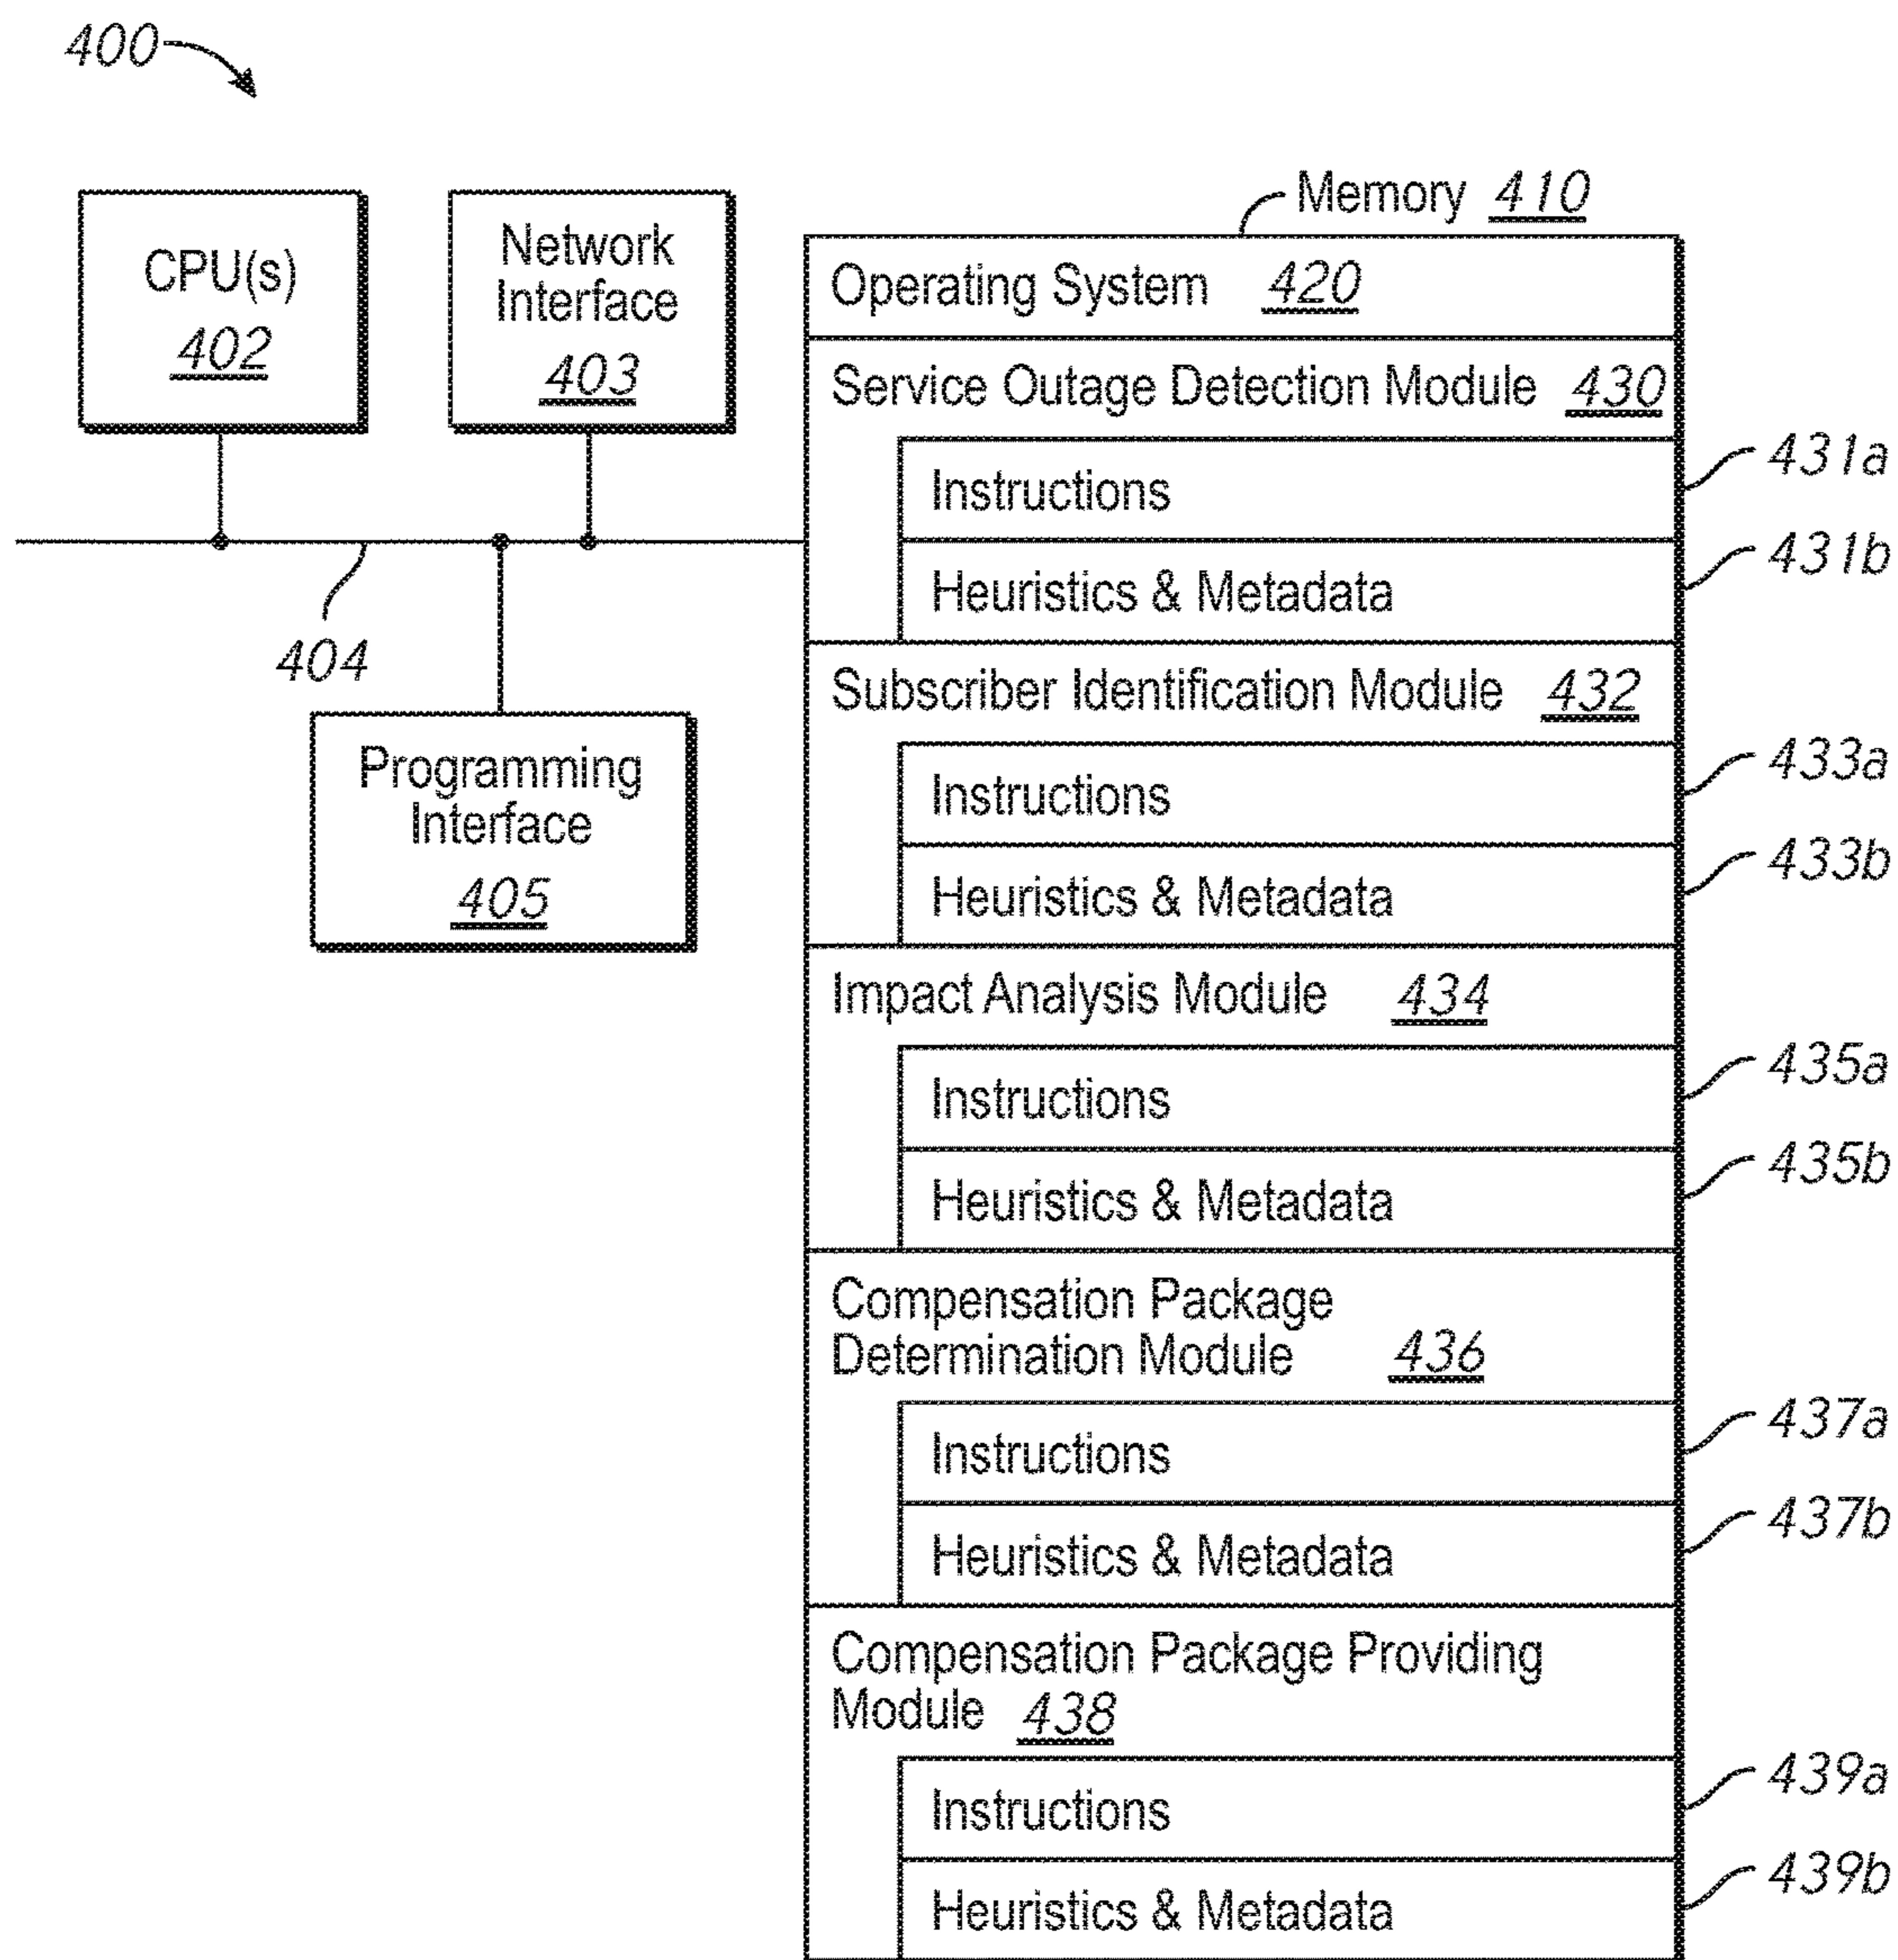 400
CPU(s)
402
Network
Interface
403
404
Programming
Interface
405
Memory 410
Operating System 420
Service Outage Detection Module 430
Instructions
431a
Heuristics & Metadata
431b
Subscriber Identification Module 432
Instructions
433a
Heuristics & Metadata
433b
Impact Analysis Module 434
Instructions
435a
Heuristics & Metadata
435b
Compensation Package
Determination Module 436
Instructions
437a
Heuristics & Metadata
437b
Compensation Package Providing
Module 438
Instructions
439a
Heuristics & Metadata
439b